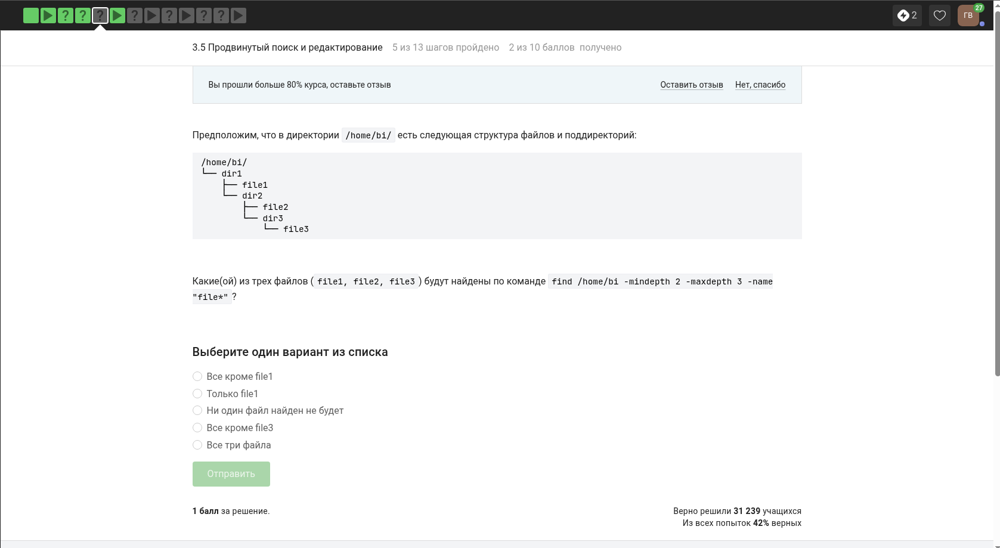 ? ? ? ? ? ? ?
2
ГВ
27
3.5 Продвинутый поиск и редактирование 5 из 13 шагов пройдено 2 из 10 баллов получено
Вы прошли больше 80% курса, оставьте отзыв Оставить отзыв Нет, спасибо
Предположим, что в директории /home/bi/ есть следующая структура файлов и поддиректорий:
/home/bi/
└── dir1
    ├── file1
    └── dir2
        ├── file2
        └── dir3
            └── file3
Какие(ой) из трех файлов ( file1, file2, file3 ) будут найдены по команде find /home/bi -mindepth 2 -maxdepth 3 -name
"file*" ?
Выберите один вариант из списка
Все кроме file1
Только file1
Ни один файл найден не будет
Все кроме file3
Все три файла
Отправить
1 балл за решение.
Верно решили 31 239 учащихся
Из всех попыток 42% верных